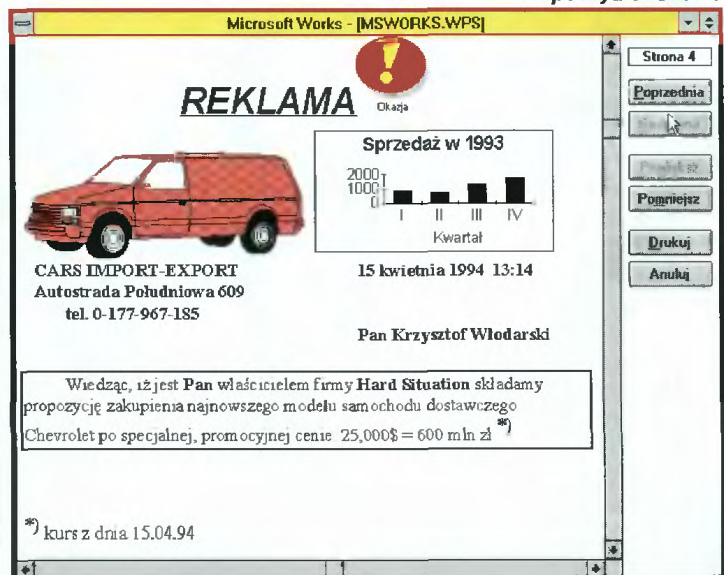 Microsoft Works - [MSWORKS.WPS]
Strona 4
Poprzednia
Powiększ
Pomniejsz
Drukuj
Anuluj
REKLAMA
Okazja
Sprzedaż w 1993
2000
1000
0
I II III IV
Kwartał
CARS IMPORT-EXPORT
Autostrada Południowa 609
tel. 0-177-967-185
15 kwietnia 1994 13:14
Pan Krzysztof Włodarski
Wiedząc, iż jest Pan właścicielem firmy Hard Situation składamy
propozycję zakupienia najnowszego modelu samochodu dostawczego
Chevrolet po specjalnej, promocyjnej cenie 25,000$ = 600 mln zł *)
*) kurs z dnia 15.04.94